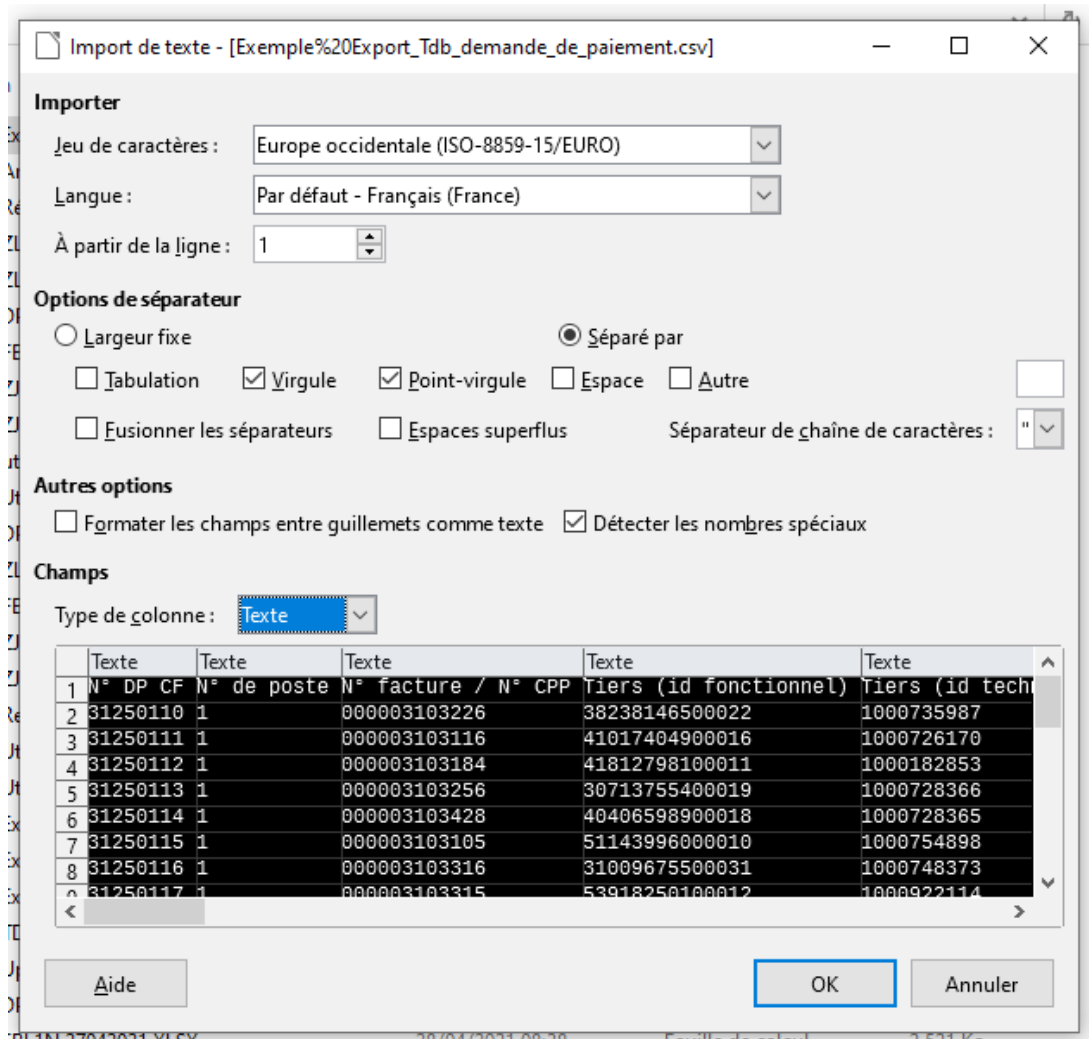 Import de texte - [Exemple%20Export_Tdb_demande_de_paiement.csv]
Importer
Jeu de caractères : Europe occidentale (ISO-8859-15/EURO)
Langue : Par défaut - Français (France)
À partir de la ligne : 1
Options de séparateur
Largeur fixe Séparé par
Tabulation Virgule Point-virgule Espace Autre
Fusionner les séparateurs Espaces superflus Séparateur de chaîne de caractères : "
Autres options
Formater les champs entre guillemets comme texte Détecter les nombres spéciaux
Champs
Type de colonne : Texte
Texte Texte Texte Texte Texte
1 N° DP CF N° de poste N° facture / N° CPP Tiers (id fonctionnel) Tiers (id tech
2 31250110 1 000003103226 38238146500022 1000735987
3 31250111 1 000003103116 41017404900016 1000726170
4 31250112 1 000003103184 41812798100011 1000182853
5 31250113 1 000003103256 30713755400019 1000728366
6 31250114 1 000003103428 40406598900018 1000728365
7 31250115 1 000003103105 51143996000010 1000754898
8 31250116 1 000003103316 31009675500031 1000748373
9 31250117 1 000003103315 53918250100012 1000922114
Aide OK Annuler